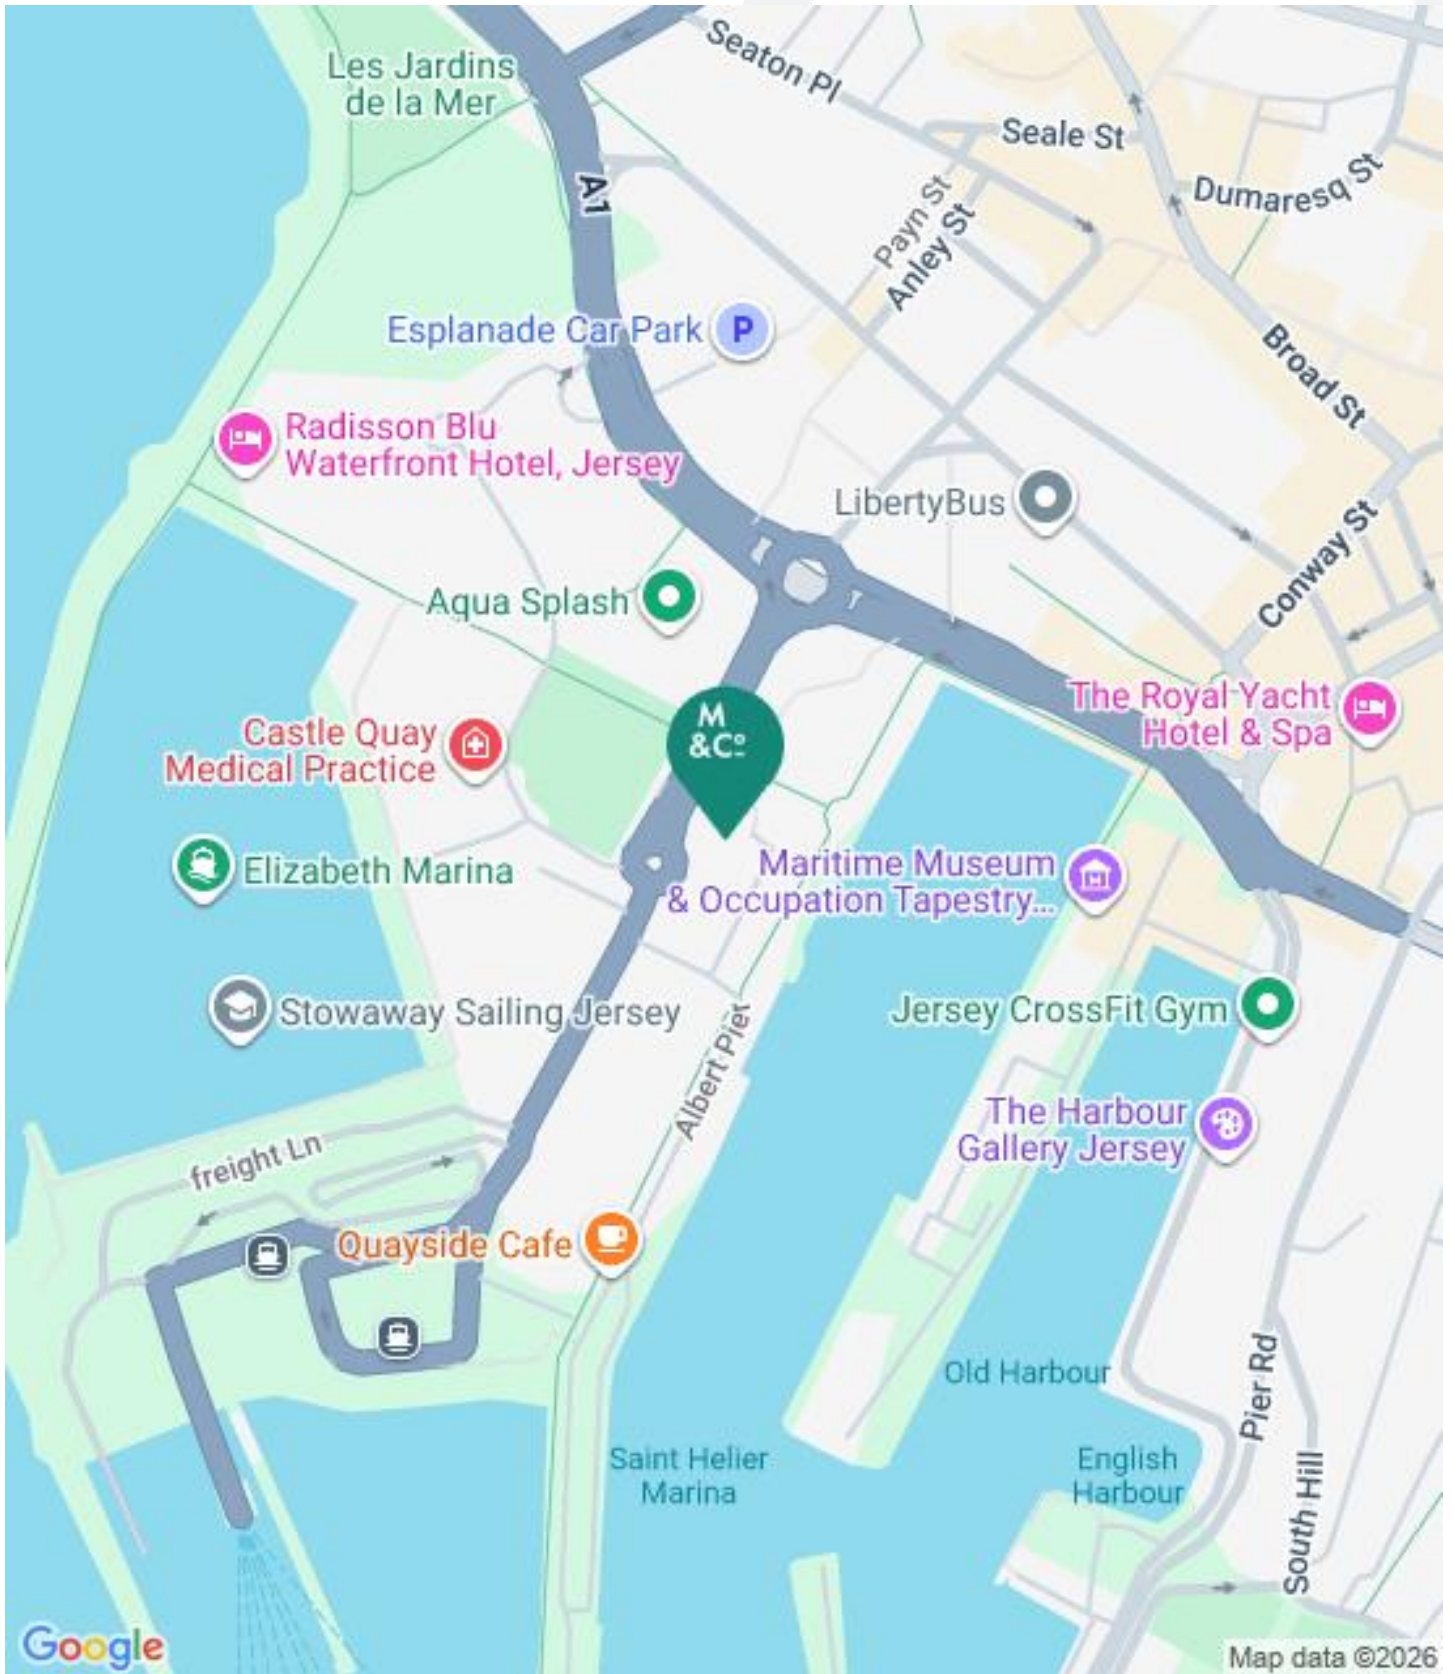 Les Jardins
de la Mer
Seaton Pl
Seale St
Dumaresq St
A1
Payn St
Anley St
Esplanade Car Park
P
Broad St
Radisson Blu
Waterfront Hotel, Jersey
LibertyBus
Conway St
Aqua Splash
The Royal Yacht
Hotel & Spa
M
&Cº
Castle Quay
Medical Practice
Elizabeth Marina
Maritime Museum
& Occupation Tapestry...
Stowaway Sailing Jersey
Jersey CrossFit Gym
Albert Pier
The Harbour
Gallery Jersey
freight Ln
Quayside Cafe
Old Harbour
Pier Rd
Saint Helier
Marina
English
Harbour
South Hill
Google
Map data ©2026